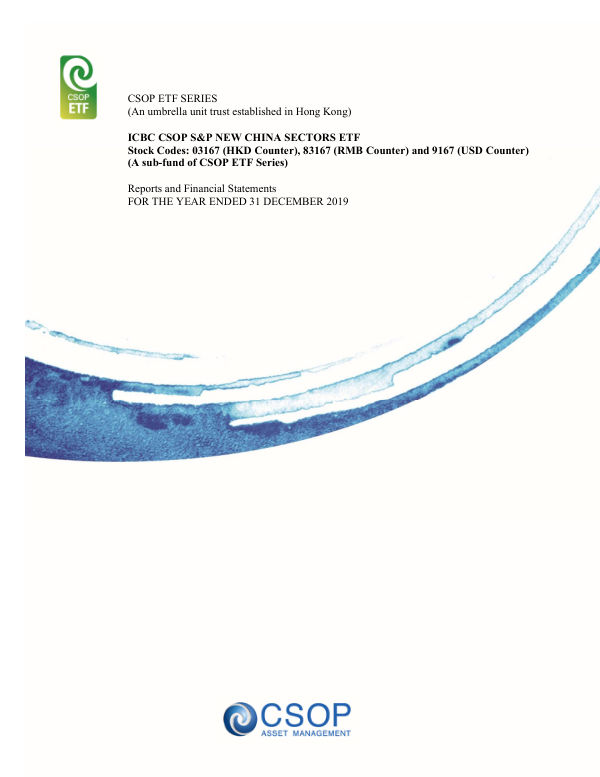 CSOP
ETF
CSOP ETF SERIES
(An umbrella unit trust established in Hong Kong)
ICBC CSOP S&P NEW CHINA SECTORS ETF
Stock Codes: 03167 (HKD Counter), 83167 (RMB Counter) and 9167 (USD Counter)
(A sub-fund of CSOP ETF Series)
Reports and Financial Statements
FOR THE YEAR ENDED 31 DECEMBER 2019
CSOP
ASSET MANAGEMENT